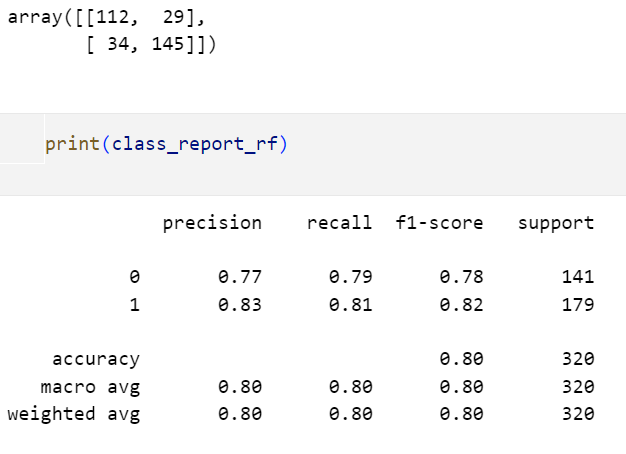 array([[112,  29],
       [ 34, 145]])
print(class_report_rf)
              precision    recall  f1-score   support
           0       0.77      0.79      0.78       141
           1       0.83      0.81      0.82       179
    accuracy                           0.80       320
   macro avg       0.80      0.80      0.80       320
weighted avg       0.80      0.80      0.80       320